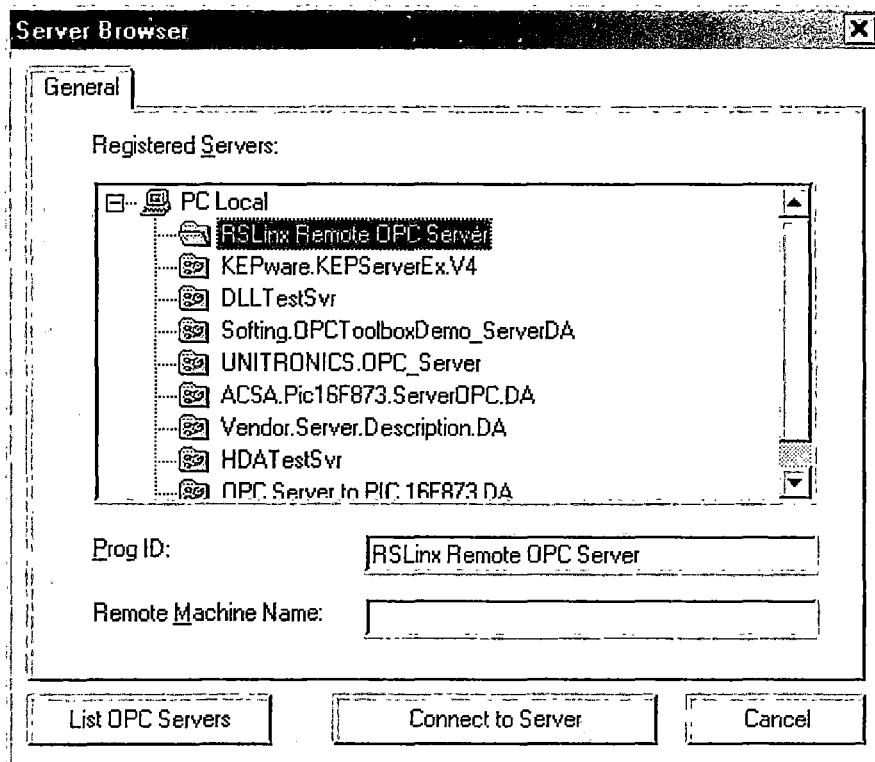 Server Browser
General
Registered Servers:
PC Local
RSLinx Remote OPC Server
KEPware.KEPServerEx.V4
DLLTestSvr
Softing.OPCToolboxDemo_ServerDA
UNITRONICS.OPC_Server
ACSA.Pic16F873.ServerOPC.DA
Vendor.Server.Description.DA
HDATestSvr
OPC Server to PIC 16F873 DA
Prog ID: RSLinx Remote OPC Server
Remote Machine Name:
List OPC Servers Connect to Server Cancel